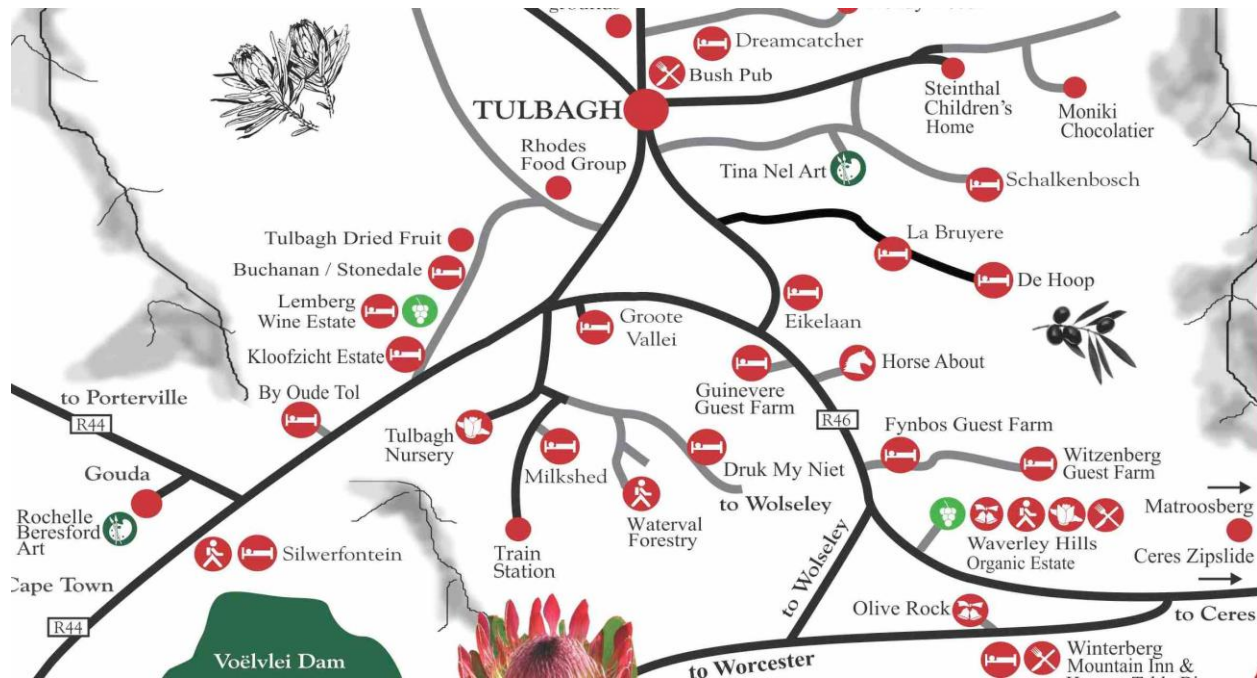 Dreamcatcher
Bush Pub
TULBAGH
Steinthal
Children's
Home
Moniki
Chocolatier
Rhodes
Food Group
Tina Nel Art
Schalkenbosch
Tulbagh Dried Fruit
La Bruyere
Buchanan / Stonedale
De Hoop
Lemberg
Wine Estate
Groote
Vallei
Eikelaan
Kloofzicht Estate
Horse About
Guinevere
Guest Farm
By Oude Tol
to Porterville
R44
R46
Tulbagh
Nursery
Fynbos Guest Farm
Milkshed
Druk My Niet
Witzenberg
Guest Farm
Gouda
to Wolseley
Rochelle
Beresford
Art
Waterval
Forestry
Matroosberg
Waverley Hills
Organic Estate
Silwerfontein
Train
Station
Ceres Zipslide
to Wolseley
Cape Town
Olive Rock
to Ceres
R44
Voëlvlei Dam
to Worcester
Winterberg
Mountain Inn &